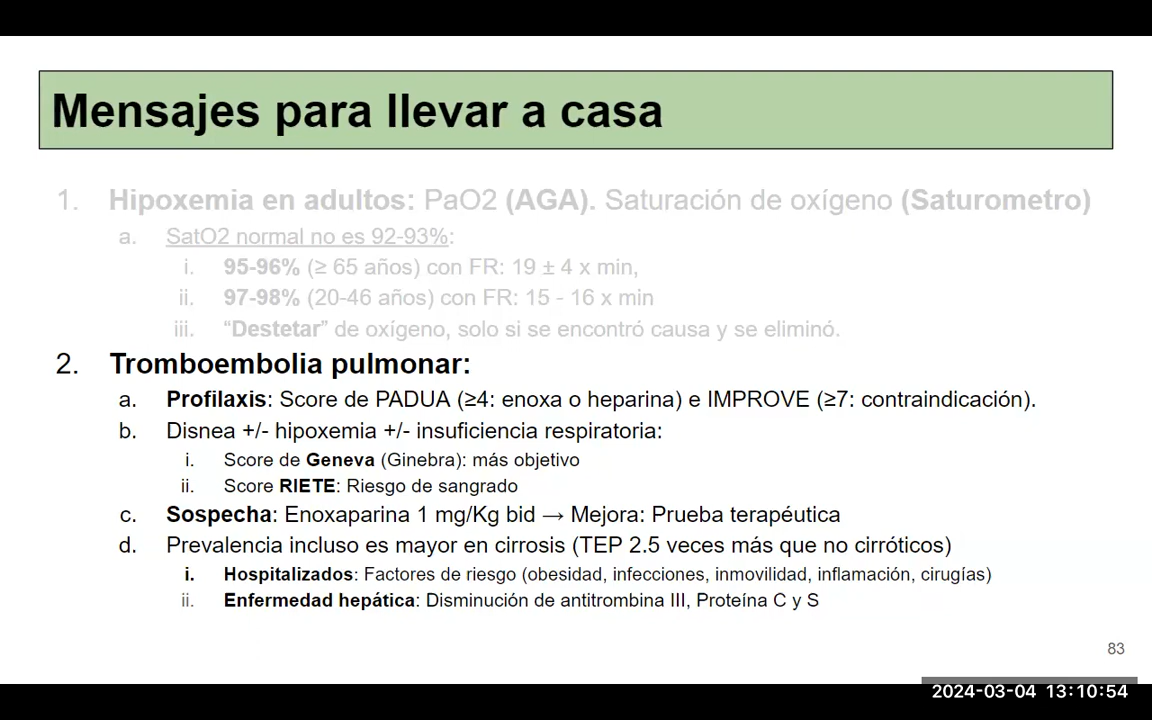 Mensajes para llevar a casa
1. Hipoxemia en adultos: PaO2 (AGA). Saturación de oxígeno (Saturometro)
a. SatO2 normal no es 92-93%:
i. 95-96% (≥ 65 años) con FR: 19 ± 4 x min,
ii. 97-98% (20-46 años) con FR: 15 - 16 x min
iii. “Destetar” de oxígeno, solo si se encontró causa y se eliminó.
2. Tromboembolia pulmonar:
a. Profilaxis: Score de PADUA (≥4: enoxa o heparina) e IMPROVE (≥7: contraindicación).
b. Disnea +/- hipoxemia +/- insuficiencia respiratoria:
i. Score de Geneva (Ginebra): más objetivo
ii. Score RIETE: Riesgo de sangrado
c. Sospecha: Enoxaparina 1 mg/Kg bid → Mejora: Prueba terapéutica
d. Prevalencia incluso es mayor en cirrosis (TEP 2.5 veces más que no cirróticos)
i. Hospitalizados: Factores de riesgo (obesidad, infecciones, inmovilidad, inflamación, cirugías)
ii. Enfermedad hepática: Disminución de antitrombina III, Proteína C y S
83
2024-03-04 13:10:54